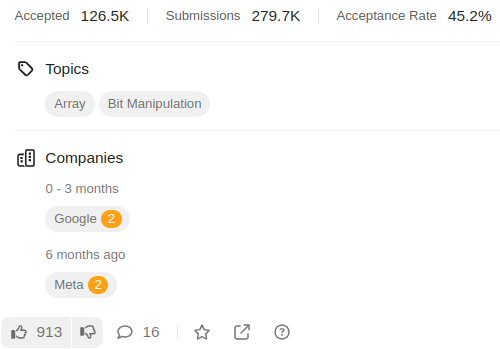 Accepted 126.5K Submissions 279.7K Acceptance Rate 45.2%
Topics
Array Bit Manipulation
Companies
0 - 3 months
Google 2
6 months ago
Meta 2
913 16